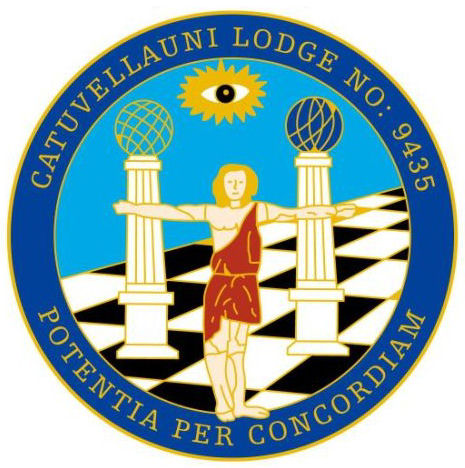 CATUVELLAUNI LODGE NO: 9435
POTENTIA PER CONCORDIAM